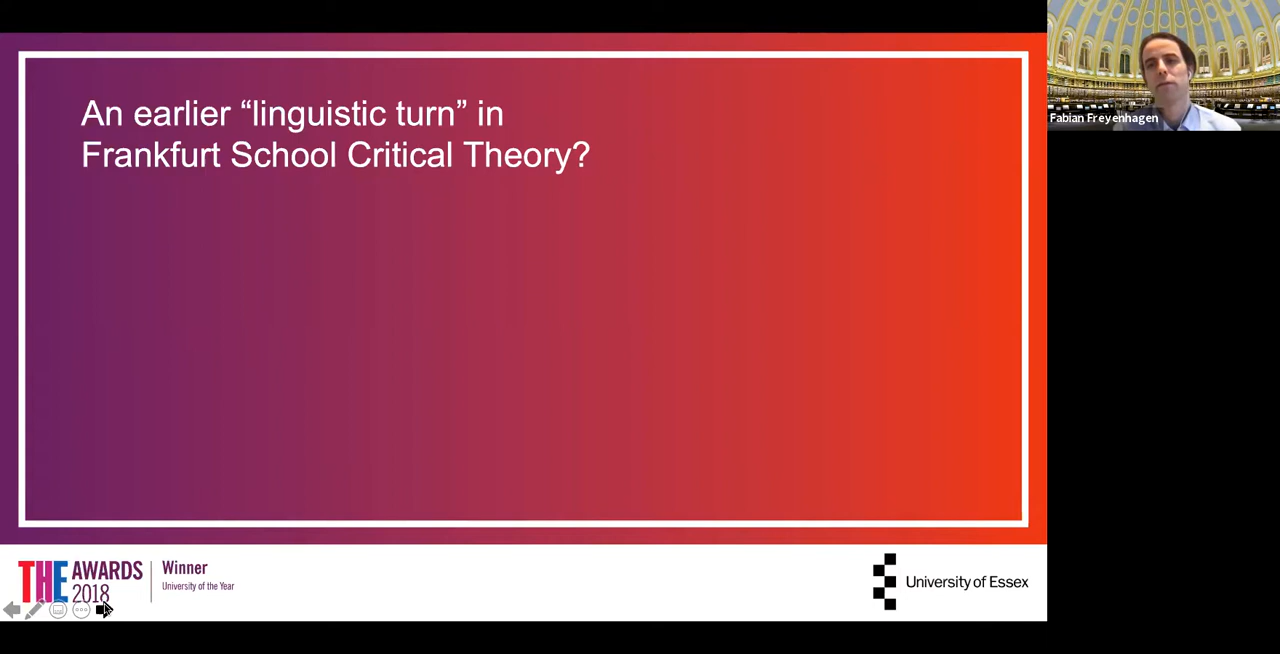 An earlier “linguistic turn” in
Frankfurt School Critical Theory?
Fabian Freyenhagen
THE AWARDS 2018
Winner
University of the Year
University of Essex